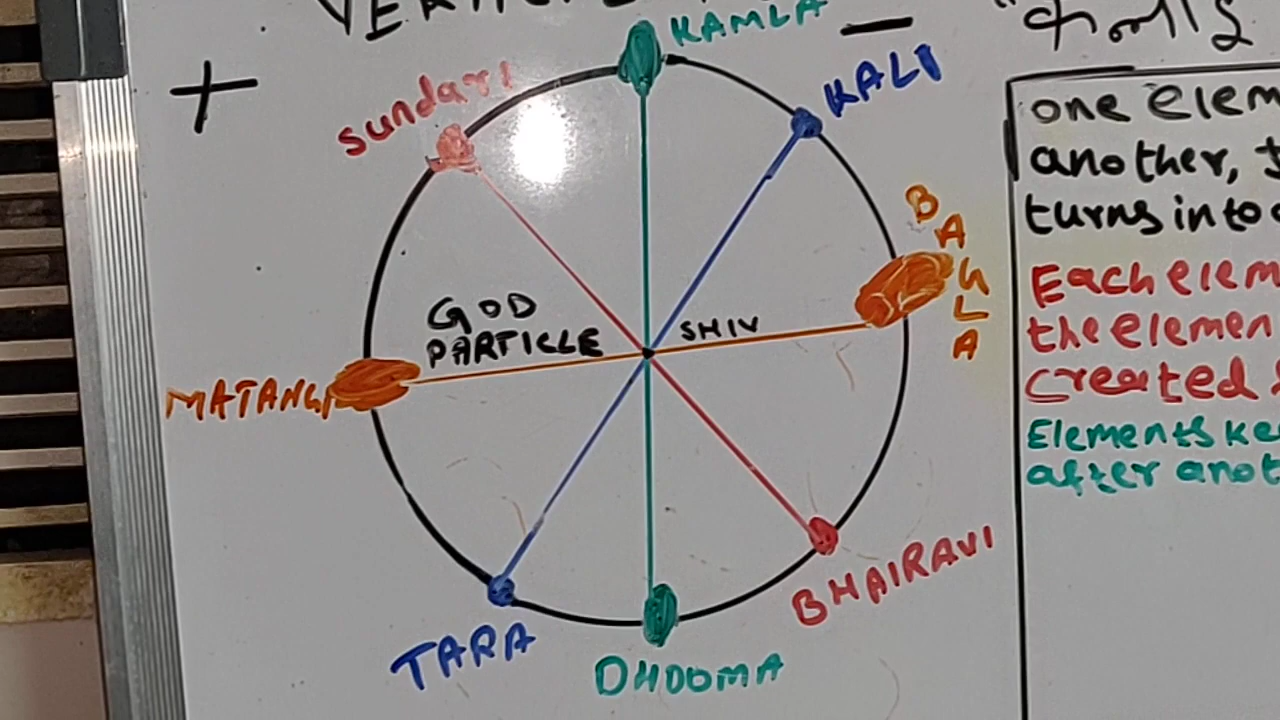 +
-
KAMLA
Sundari
KALI
BAGLA
GOD
PARTICLE
SHIV
MATANGI
TARA
DHOOMA
BHAIRAVI
one elem
another,
turns into
Each elem
the elemen
created
Elements ke
after anot